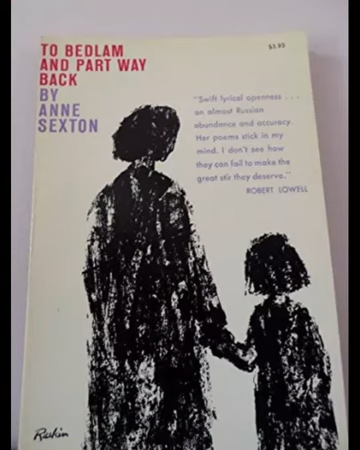 $3.95
TO BEDLAM
AND PART WAY
BACK
BY
ANNE
SEXTON
"Swift lyrical openness . . .
an almost Russian
abundance and accuracy.
Her poems stick in my
mind. I don't see how
they can fail to make the
great stir they deserve."
ROBERT LOWELL
Raskin